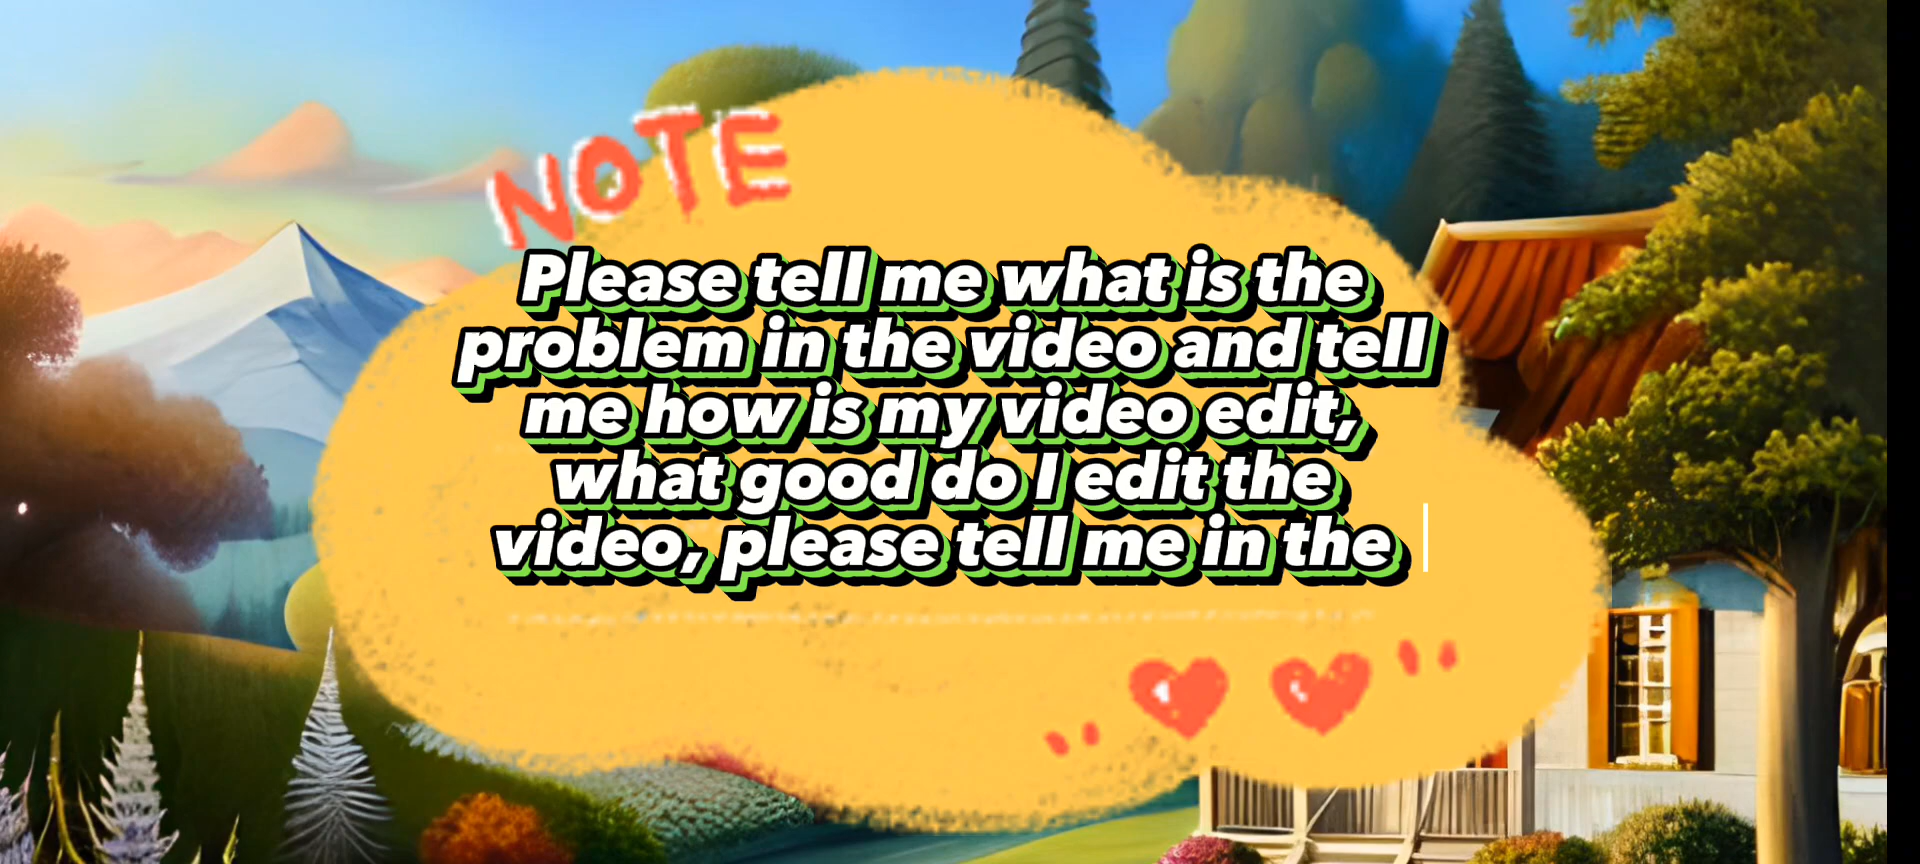 NOTE
Please tell me what is the
problem in the video and tell
me how is my video edit,
what good do I edit the
video, please tell me in the